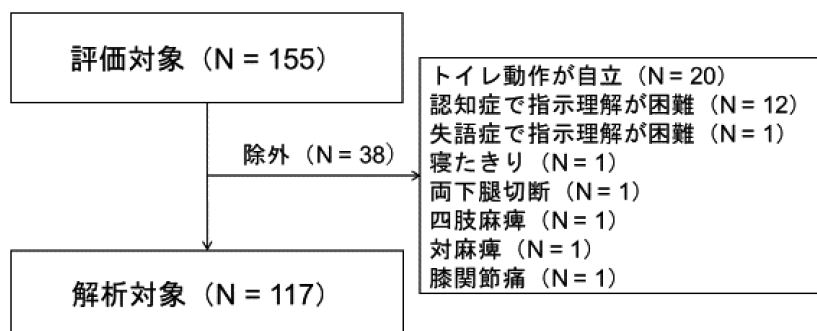 評価対象（N = 155）
除外（N = 38）
トイレ動作が自立（N = 20）
認知症で指示理解が困難（N = 12）
失語症で指示理解が困難（N = 1）
寝たきり（N = 1）
両下腿切断（N = 1）
四肢麻痺（N = 1）
対麻痺（N = 1）
膝関節痛（N = 1）
解析対象（N = 117）